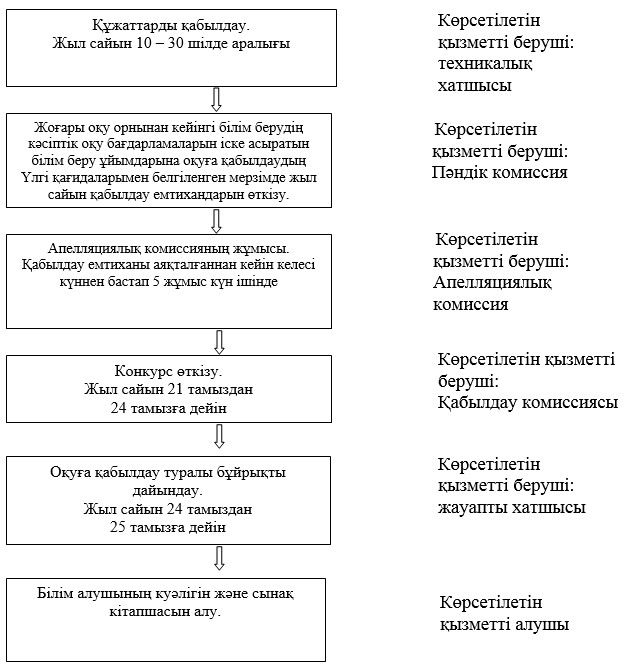 Құжаттарды қабылдау.
Жыл сайын 10 – 30 шілде аралығы
Көрсетілетін
қызметті беруші:
техникалық
хатшысы
Жоғары оқу орнынан кейінгі білім берудің
кәсіптік оқу бағдарламаларын іске асыратын
білім беру ұйымдарына оқуға қабылдаудың
Үлгі қағидаларымен белгіленген мерзімде жыл
сайын қабылдау емтихандарын өткізу.
Көрсетілетін
қызметті беруші:
Пәндік комиссия
Апелляциялық комиссияның жұмысы.
Қабылдау емтиханы аяқталғаннан кейін келесі
күннен бастап 5 жұмыс күн ішінде
Көрсетілетін
қызметті беруші:
Апелляциялық
комиссия
Конкурс өткізу.
Жыл сайын 21 тамыздан
24 тамызға дейін
Көрсетілетін қызметті
беруші:
Қабылдау комиссиясы
Оқуға қабылдау туралы бұйрықты
дайындау.
Жыл сайын 24 тамыздан
25 тамызға дейін
Көрсетілетін
қызметті беруші:
жауапты хатшысы
Білім алушының куәлігін және сынақ
кітапшасын алу.
Көрсетілетін
қызметті алушы